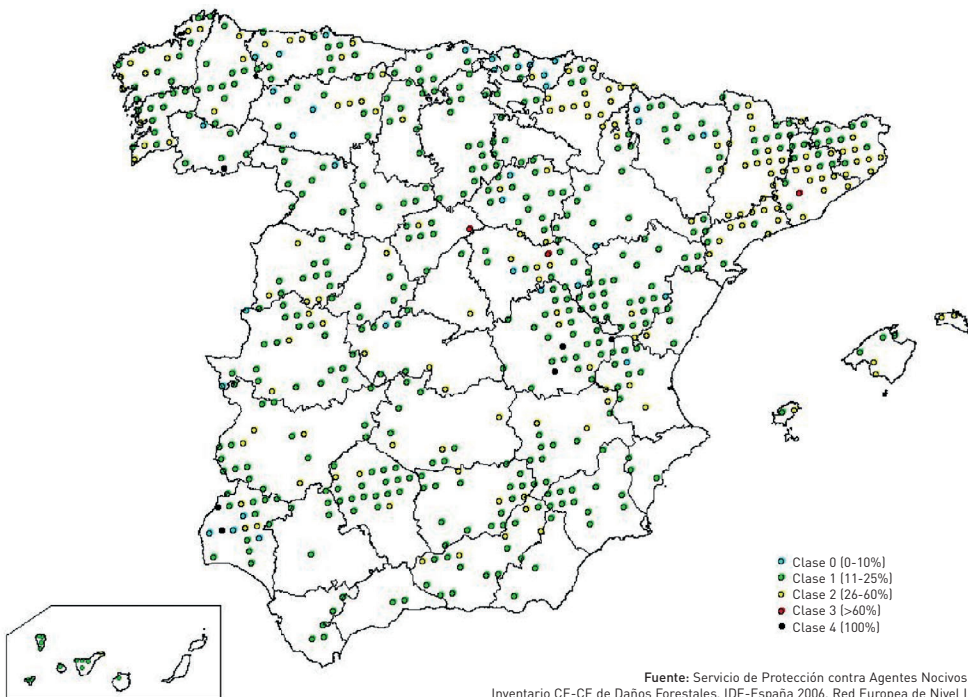 Clase 0 (0-10%)
Clase 1 (11-25%)
Clase 2 (26-60%)
Clase 3 (>60%)
Clase 4 (100%)
Fuente: Servicio de Protección contra Agentes Nocivos
Inventario CE-CE de Daños Forestales. IDF-España 2006. Red Europea de Nivel I